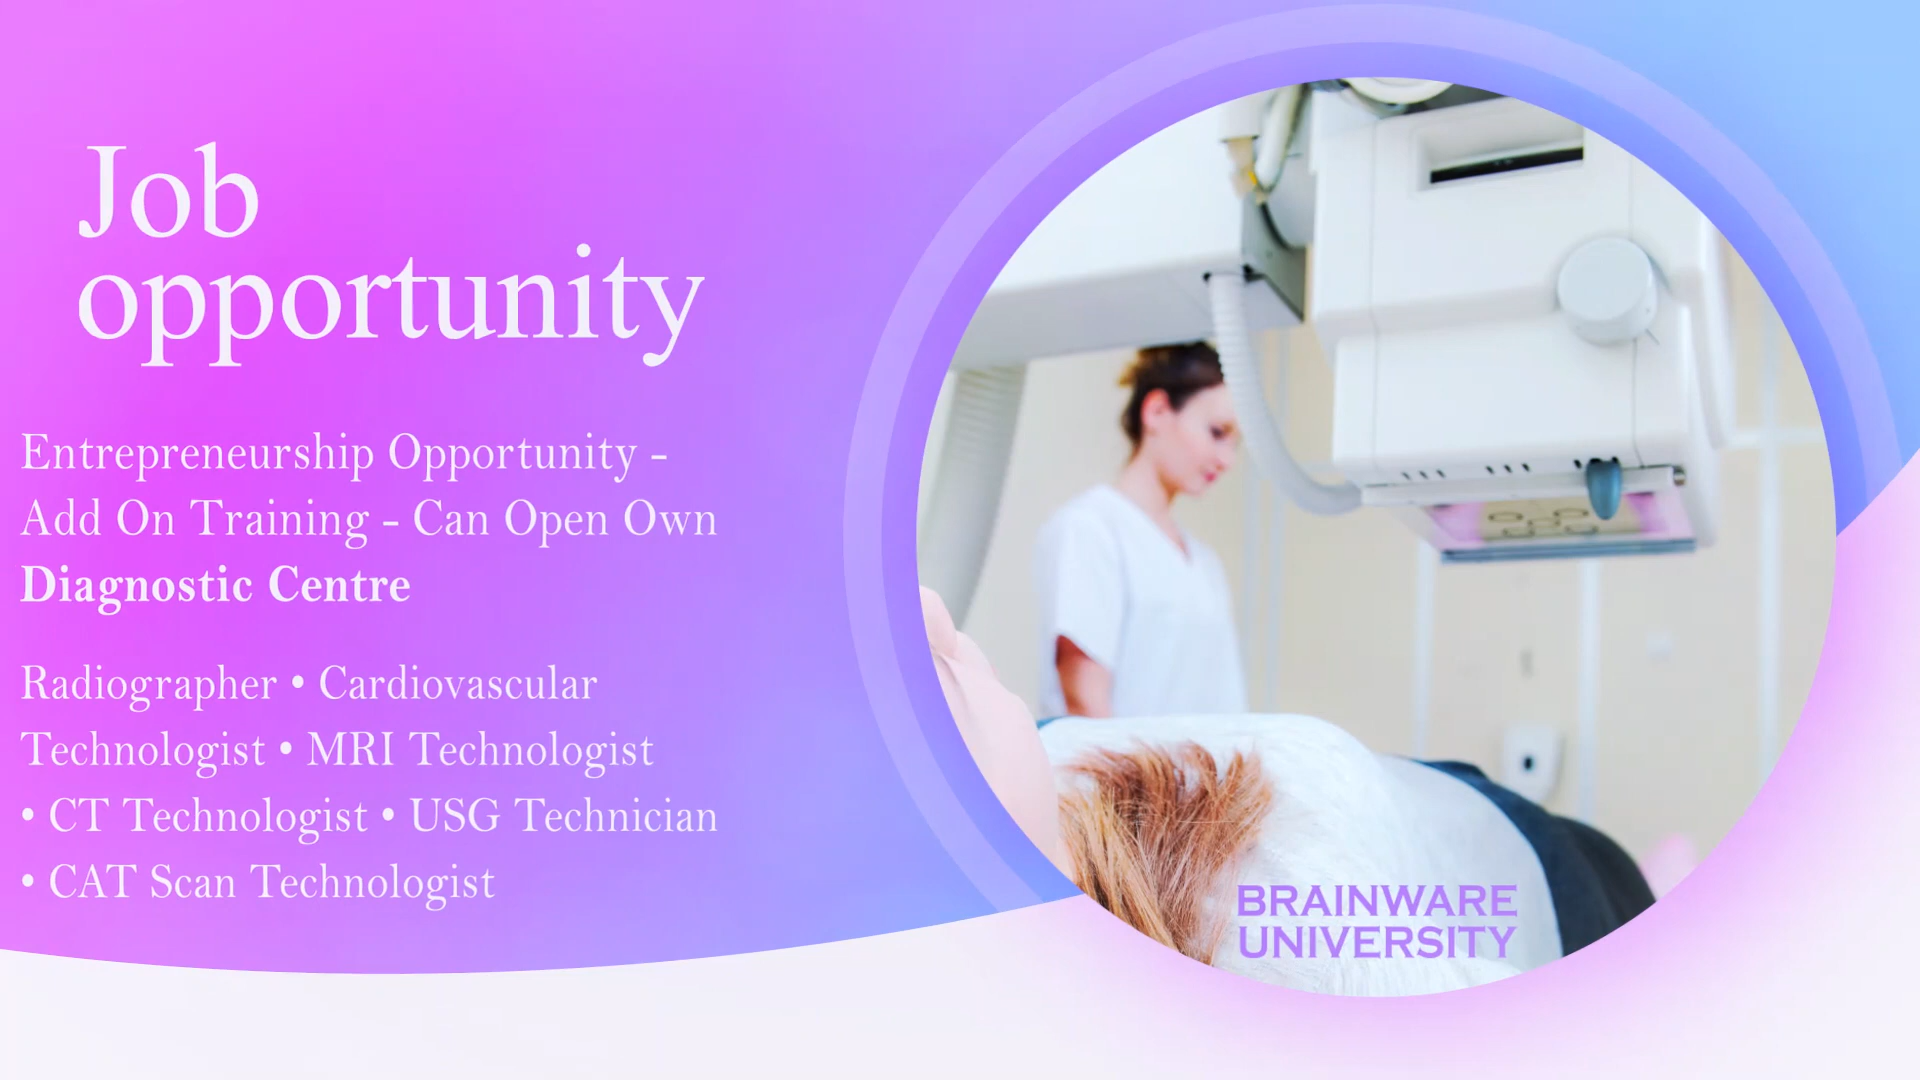 Job
opportunity
Entrepreneurship Opportunity -
Add On Training - Can Open Own
Diagnostic Centre
Radiographer • Cardiovascular
Technologist • MRI Technologist
• CT Technologist • USG Technician
• CAT Scan Technologist
BRAINWARE
UNIVERSITY